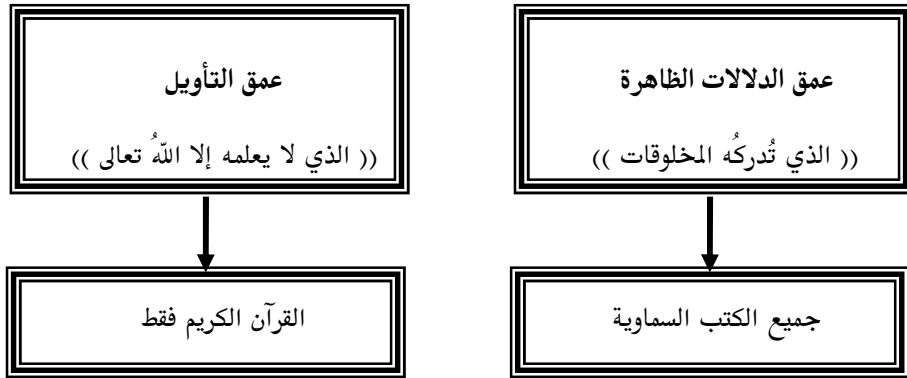 عمق الدلالات الظاهرة
(( الذي تُدركُه المخلوقات ))
جميع الكتب السماوية
عمق التأويل
(( الذي لا يعلمه إلا اللهُ تعالى ))
القرآن الكريم فقط